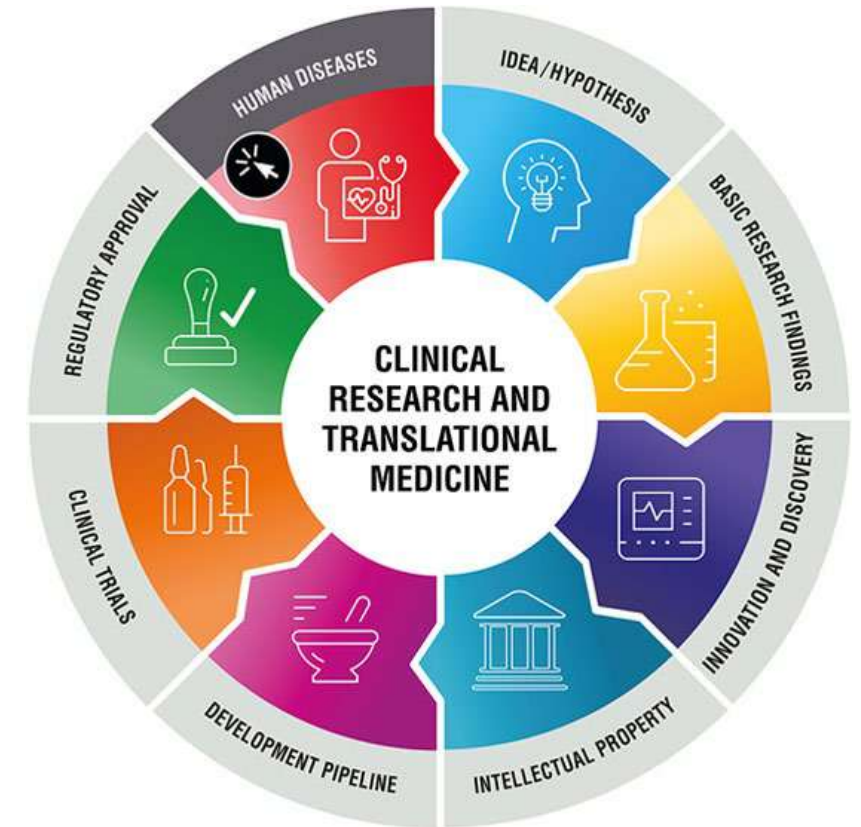 HUMAN DISEASES
IDEA/HYPOTHESIS
BASIC RESEARCH FINDINGS
INNOVATION AND DISCOVERY
INTELLECTUAL PROPERTY
DEVELOPMENT PIPELINE
CLINICAL TRIALS
REGULATORY APPROVAL
CLINICAL
RESEARCH AND
TRANSLATIONAL
MEDICINE